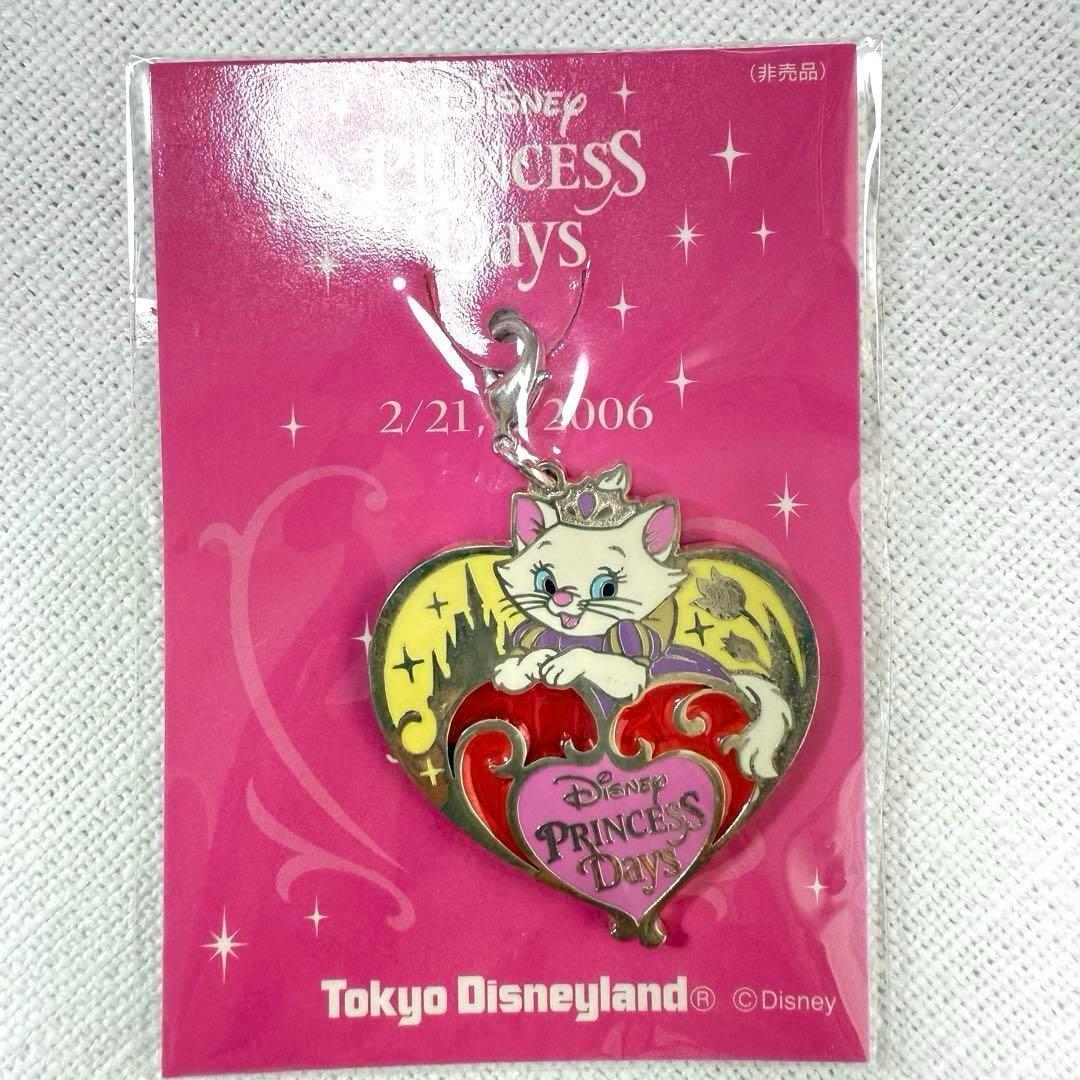 (非売品)
Disney
PRINCESS
Days
2/21, 2006
Disney
PRINCESS
Days
Tokyo Disneyland® ©Disney